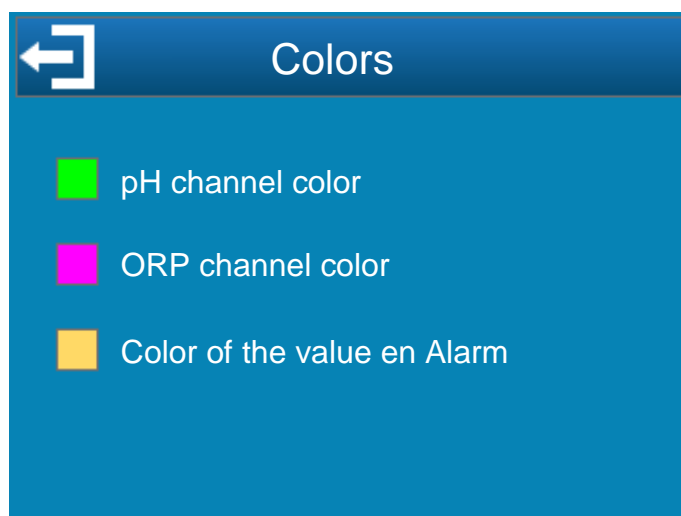 Colors
pH channel color
ORP channel color
Color of the value en Alarm